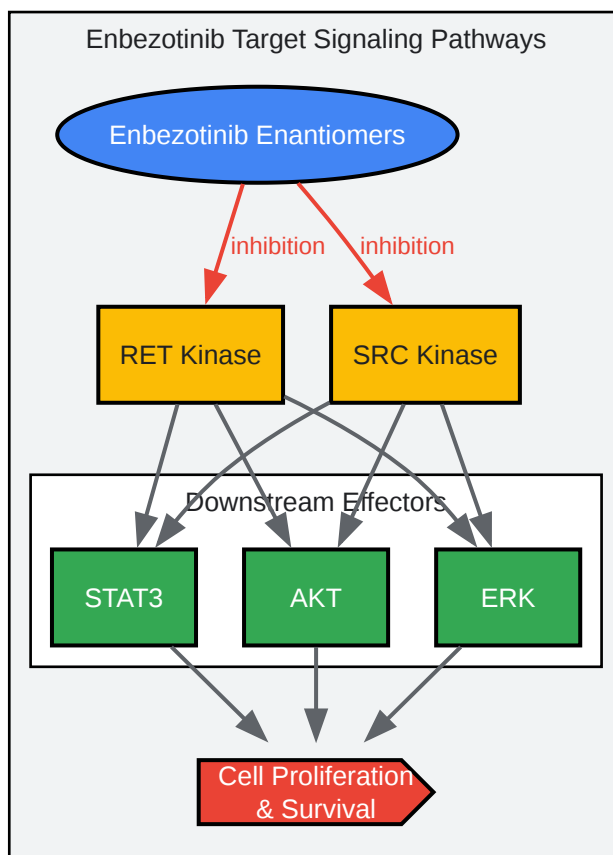 Enbezotinib Target Signaling Pathways
Enbezotinib Enantiomers
inhibition
inhibition
RET Kinase
SRC Kinase
Downstream Effectors
STAT3
AKT
ERK
Cell Proliferation
& Survival